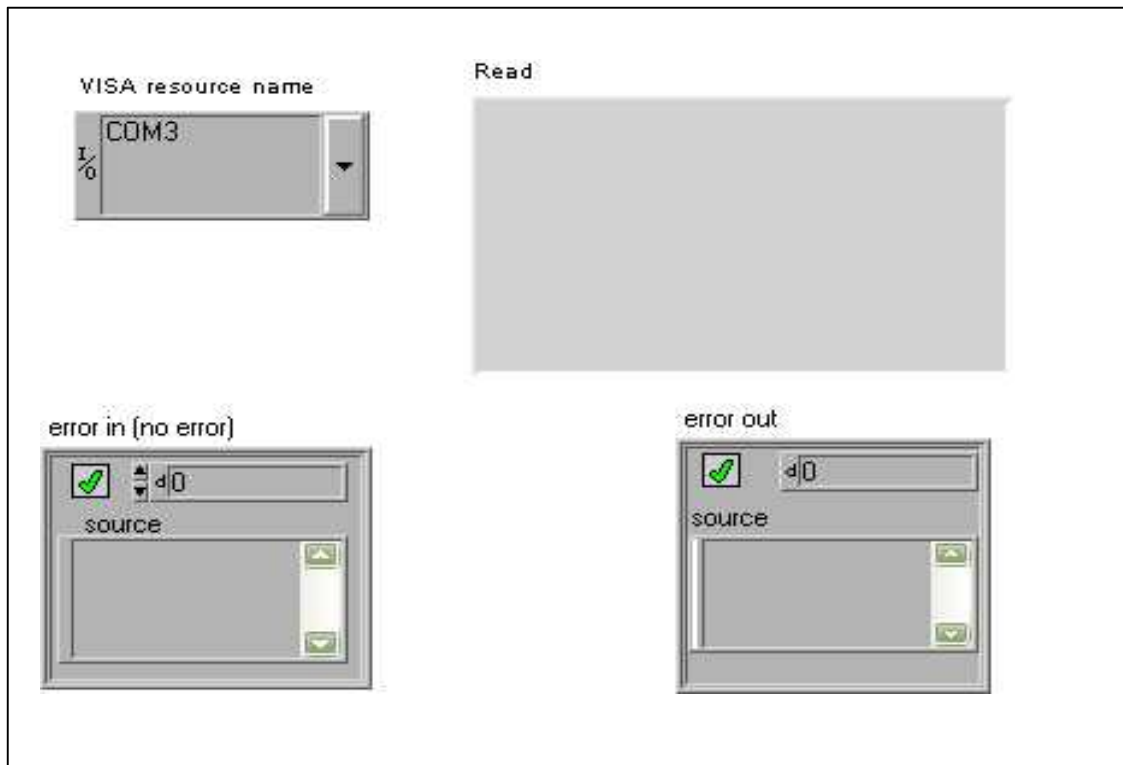 VISA resource name
Read
I/O
COM3
error in (no error)
d0
source
error out
d0
source